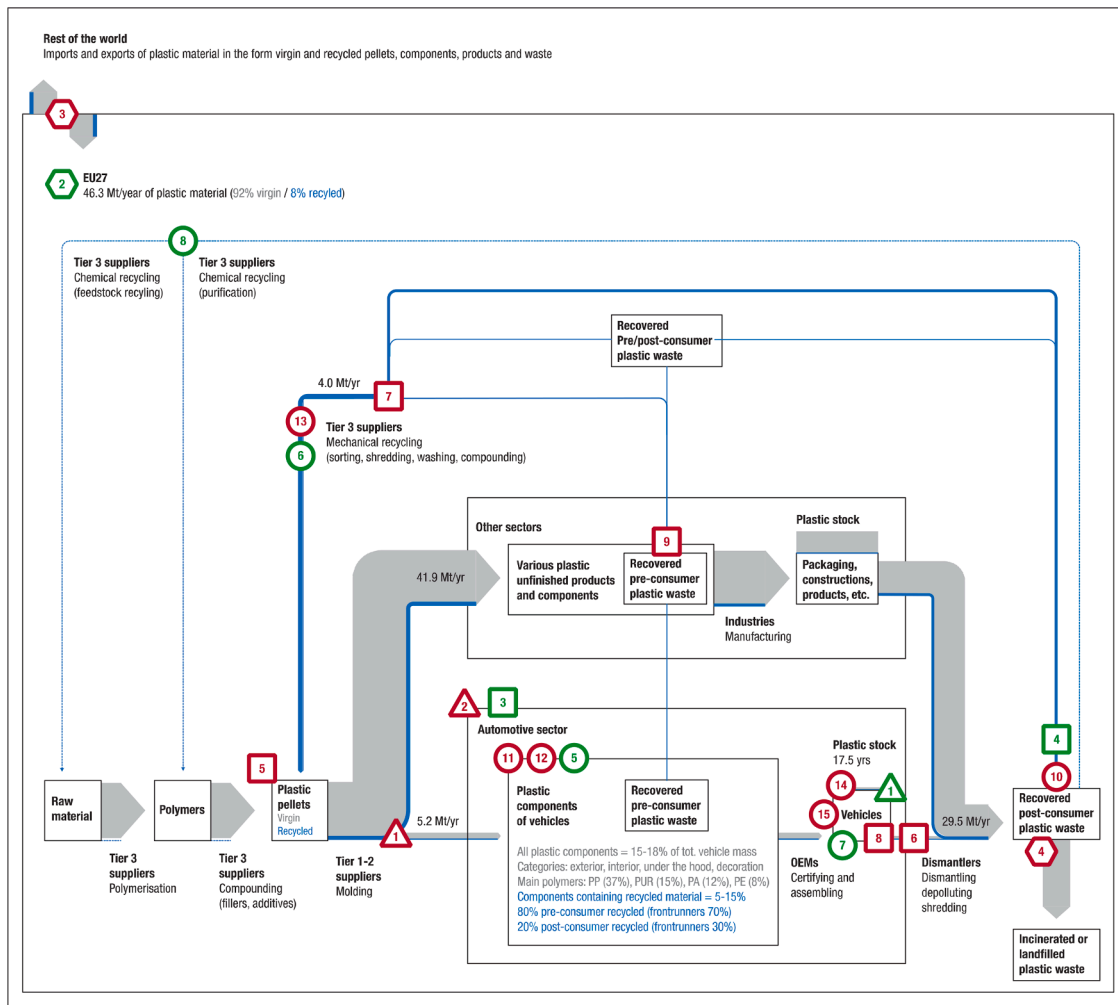 Rest of the world
Imports and exports of plastic material in the form virgin and recycled pellets, components, products and waste
3
2
EU27
46.3 Mt/year of plastic material (92% virgin / 8% recyled)
8
Tier 3 suppliers
Chemical recycling
(feedstock recyling)
Tier 3 suppliers
Chemical recycling
(purification)
Recovered
Pre/post-consumer
plastic waste
4.0 Mt/yr
7
13
6
Tier 3 suppliers
Mechanical recycling
(sorting, shredding, washing, compounding)
Other sectors
41.9 Mt/yr
Various plastic
unfinished products
and components
9
Recovered
pre-consumer
plastic waste
Industries
Manufacturing
Plastic stock
Packaging,
constructions,
products, etc.
2
3
Automotive sector
11
12
5
Plastic
components
of vehicles
Recovered
pre-consumer
plastic waste
All plastic components = 15-18% of tot. vehicle mass
Categories: exterior, interior, under the hood, decoration
Main polymers: PP (37%), PUR (15%), PA (12%), PE (8%)
Components containing recycled material = 5-15%
80% pre-consumer recycled (frontrunners 70%)
20% post-consumer recycled (frontrunners 30%)
Plastic stock
17.5 yrs
14
1
15
Vehicles
7
8
6
OEMs
Certifying and
assembling
29.5 Mt/yr
Dismantlers
Dismantling
depolluting
shredding
4
10
Recovered
post-consumer
plastic waste
4
Incinerated or
landfilled
plastic waste
Raw
material
Tier 3
suppliers
Polymerisation
Polymers
Tier 3
suppliers
Compounding
(fillers, additives)
5
Plastic
pellets
Virgin
Recycled
Tier 1-2
suppliers
Molding
1
5.2 Mt/yr